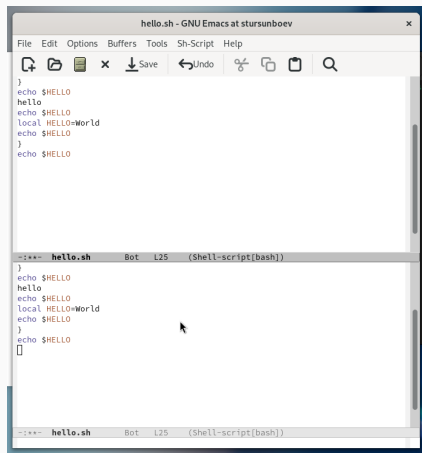 hello.sh - GNU Emacs at stursunboev ×
File Edit Options Buffers Tools Sh-Script Help
Save Undo
}
echo $HELLO
hello
echo $HELLO
local HELLO=World
echo $HELLO
}
echo $HELLO
-:**- hello.sh Bot L25 (Shell-script[bash])
}
echo $HELLO
hello
echo $HELLO
local HELLO=World
echo $HELLO
}
echo $HELLO
-:**- hello.sh Bot L25 (Shell-script[bash])